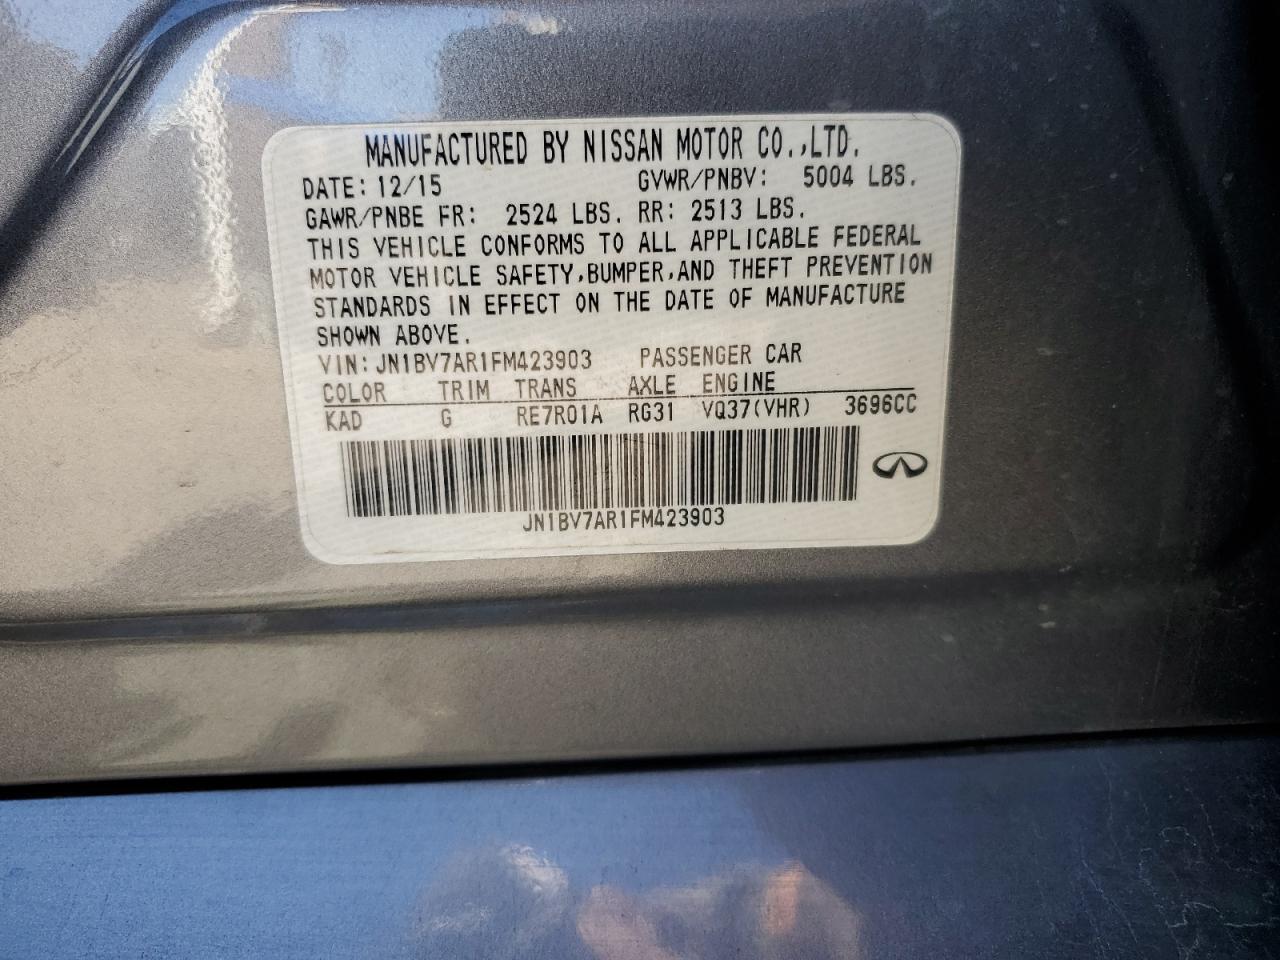 MANUFACTURED BY NISSAN MOTOR CO.,LTD.
DATE: 12/15 GVWR/PNBV: 5004 LBS.
GAWR/PNBE FR: 2524 LBS. RR: 2513 LBS.
THIS VEHICLE CONFORMS TO ALL APPLICABLE FEDERAL
MOTOR VEHICLE SAFETY,BUMPER,AND THEFT PREVENTION
STANDARDS IN EFFECT ON THE DATE OF MANUFACTURE
SHOWN ABOVE.
VIN: JN1BV7AR1FM423903 PASSENGER CAR
COLOR TRIM TRANS AXLE ENGINE
KAD G RE7R01A RG31 VQ37(VHR) 3696CC
JN1BV7AR1FM423903